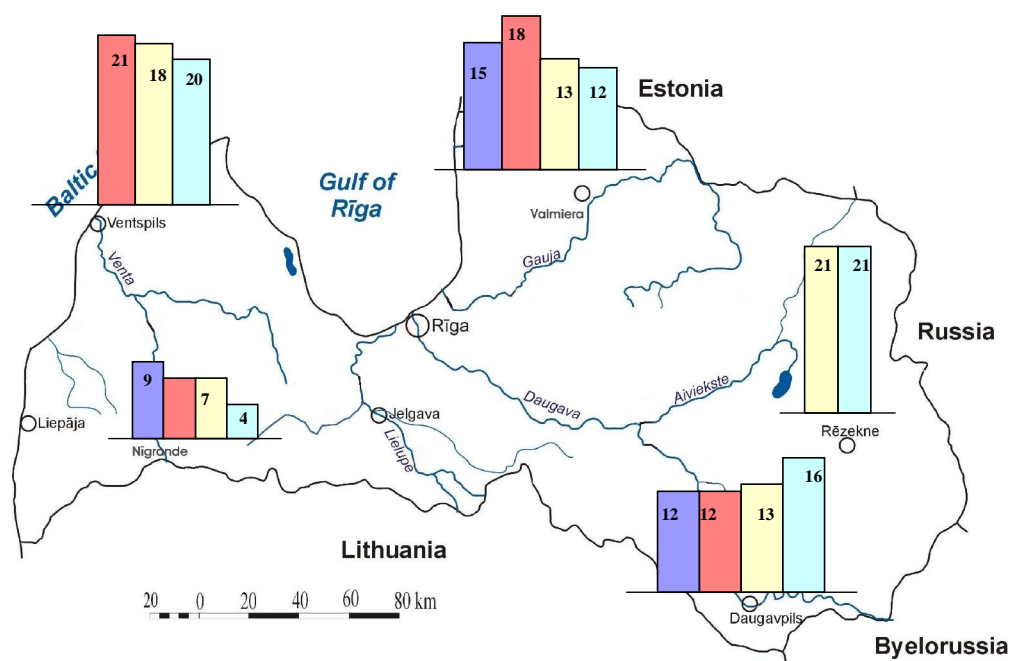 21
18
20
15
18
13
12
Estonia
Baltic
Gulf of
Rīga
Ventspils
Valmiera
Venta
Gauja
21
21
Rīga
Russia
9
7
4
Daugava
Aiviekste
Liepāja
Jelgava
Lielupe
Rēzekne
Nīgrande
16
12
12
13
Lithuania
20
0
20
40
60
80 km
Daugavpils
Byelorussia